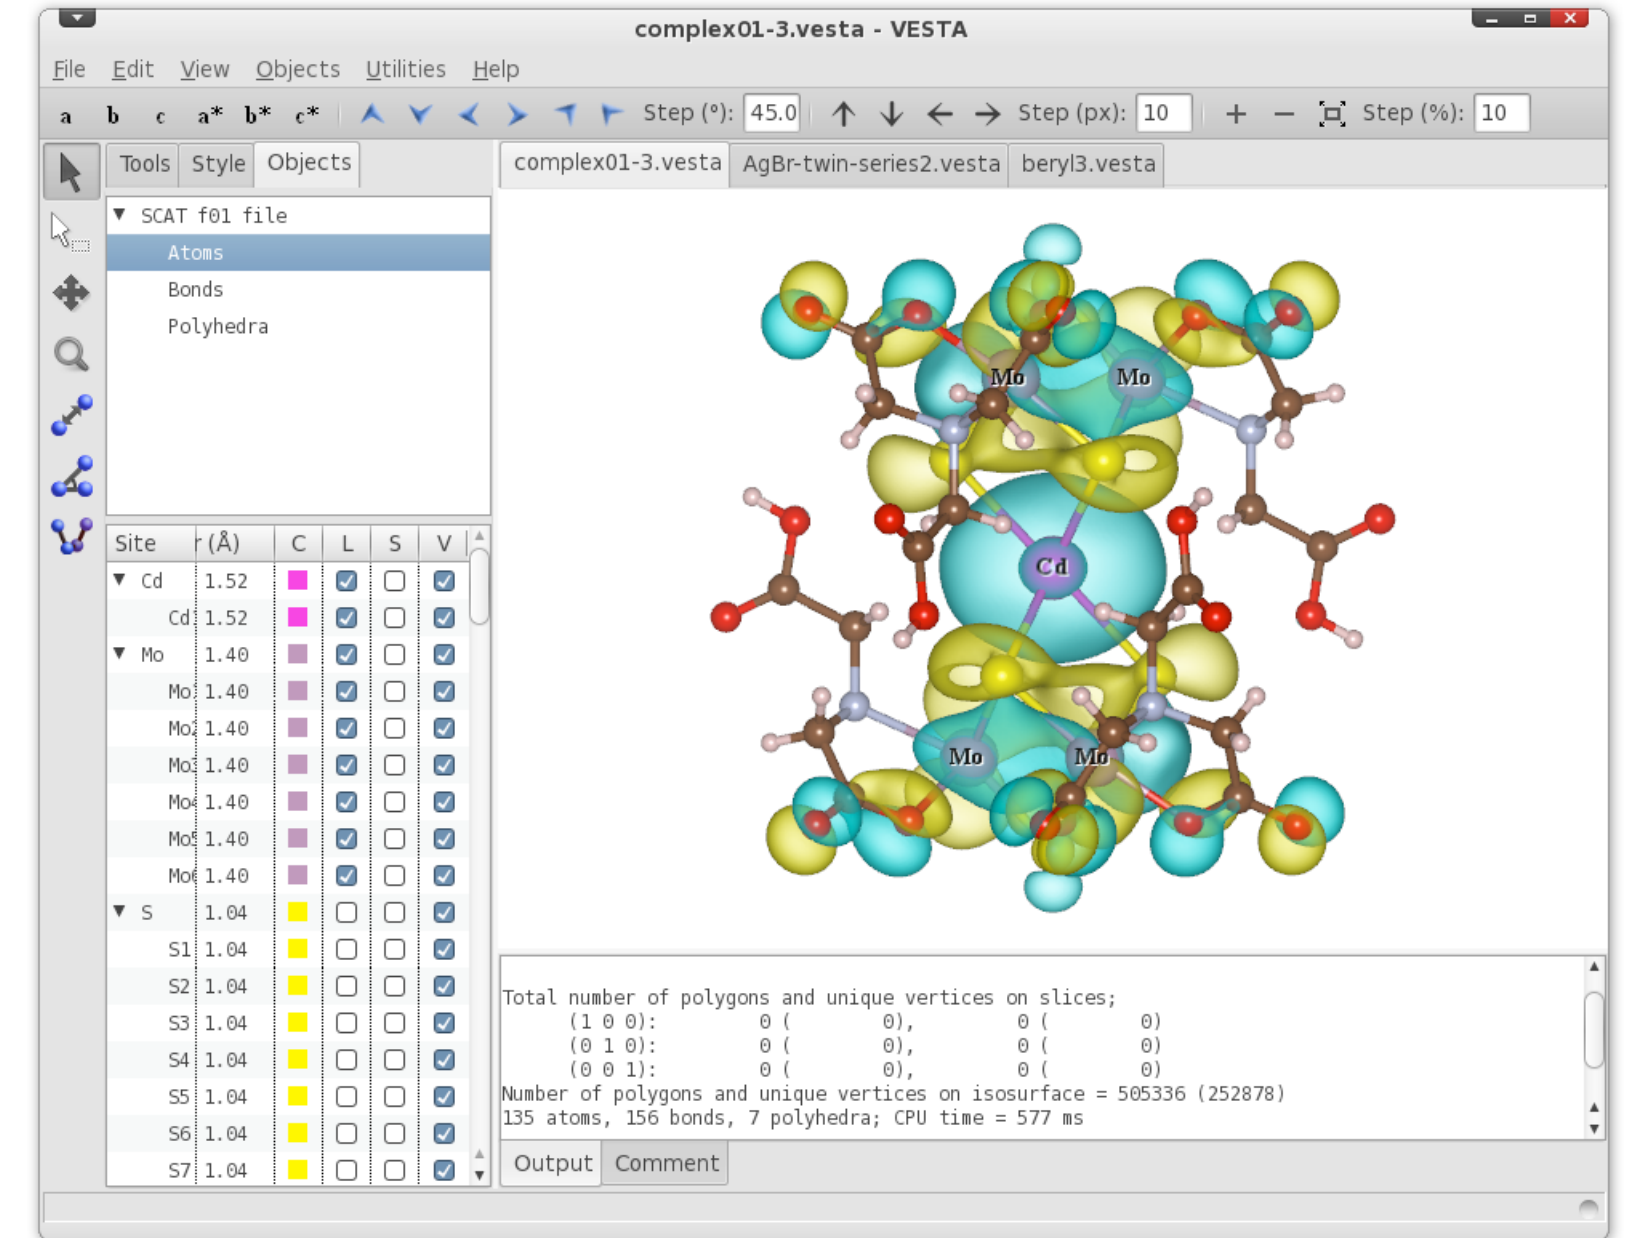 complex01-3.vesta - VESTA
File Edit View Objects Utilities Help
a b c a* b* c* Step (°): 45.0 Step (px): 10 + − Step (%): 10
Tools Style Objects
complex01-3.vesta AgBr-twin-series2.vesta beryl3.vesta
SCAT f01 file
Atoms
Bonds
Polyhedra
Mo Mo
Cd
Mo Mo
Site r (Å) C L S V
Cd 1.52
Cd 1.52
Mo 1.40
Mo 1.40
Mo2 1.40
Mo3 1.40
Mo4 1.40
Mo5 1.40
Mo6 1.40
S 1.04
S1 1.04
S2 1.04
S3 1.04
S4 1.04
S5 1.04
S6 1.04
S7 1.04
Total number of polygons and unique vertices on slices;
(1 0 0): 0 ( 0), 0 ( 0)
(0 1 0): 0 ( 0), 0 ( 0)
(0 0 1): 0 ( 0), 0 ( 0)
Number of polygons and unique vertices on isosurface = 505336 (252878)
135 atoms, 156 bonds, 7 polyhedra; CPU time = 577 ms
Output Comment